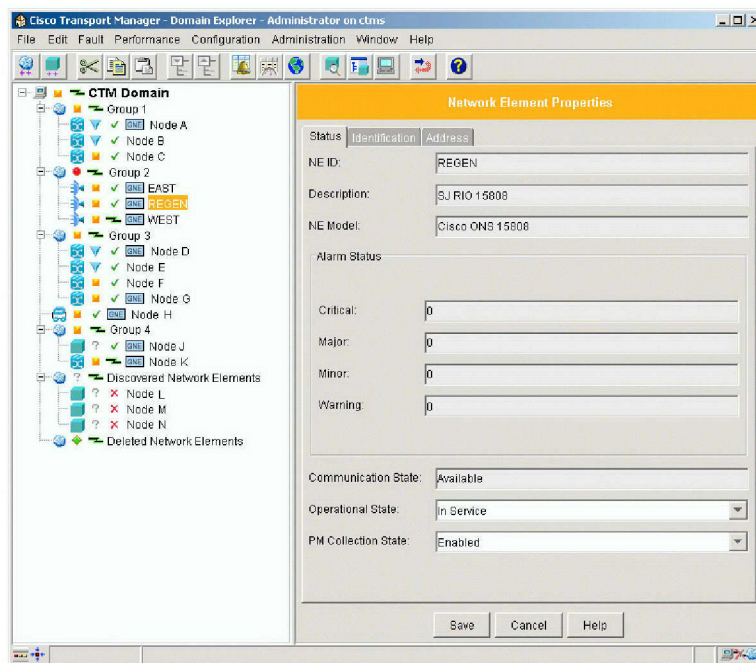 Cisco Transport Manager - Domain Explorer - Administrator on ctms
File Edit Fault Performance Configuration Administration Window Help
CTM Domain
Group 1
GNE Node A
Node B
Node C
Group 2
GNE EAST
GNE REGEN
GNE WEST
Group 3
GNE Node D
Node E
Node F
GNE Node G
GNE Node H
Group 4
GNE Node J
GNE Node K
? Discovered Network Elements
? Node L
? Node M
? Node N
Deleted Network Elements
Network Element Properties
Status Identification Address
NE ID: REGEN
Description: SJ RIO 15808
NE Model: Cisco ONS 15808
Alarm Status
Critical: 0
Major: 0
Minor: 0
Warning: 0
Communication State: Available
Operational State: In Service
PM Collection State: Enabled
Save Cancel Help